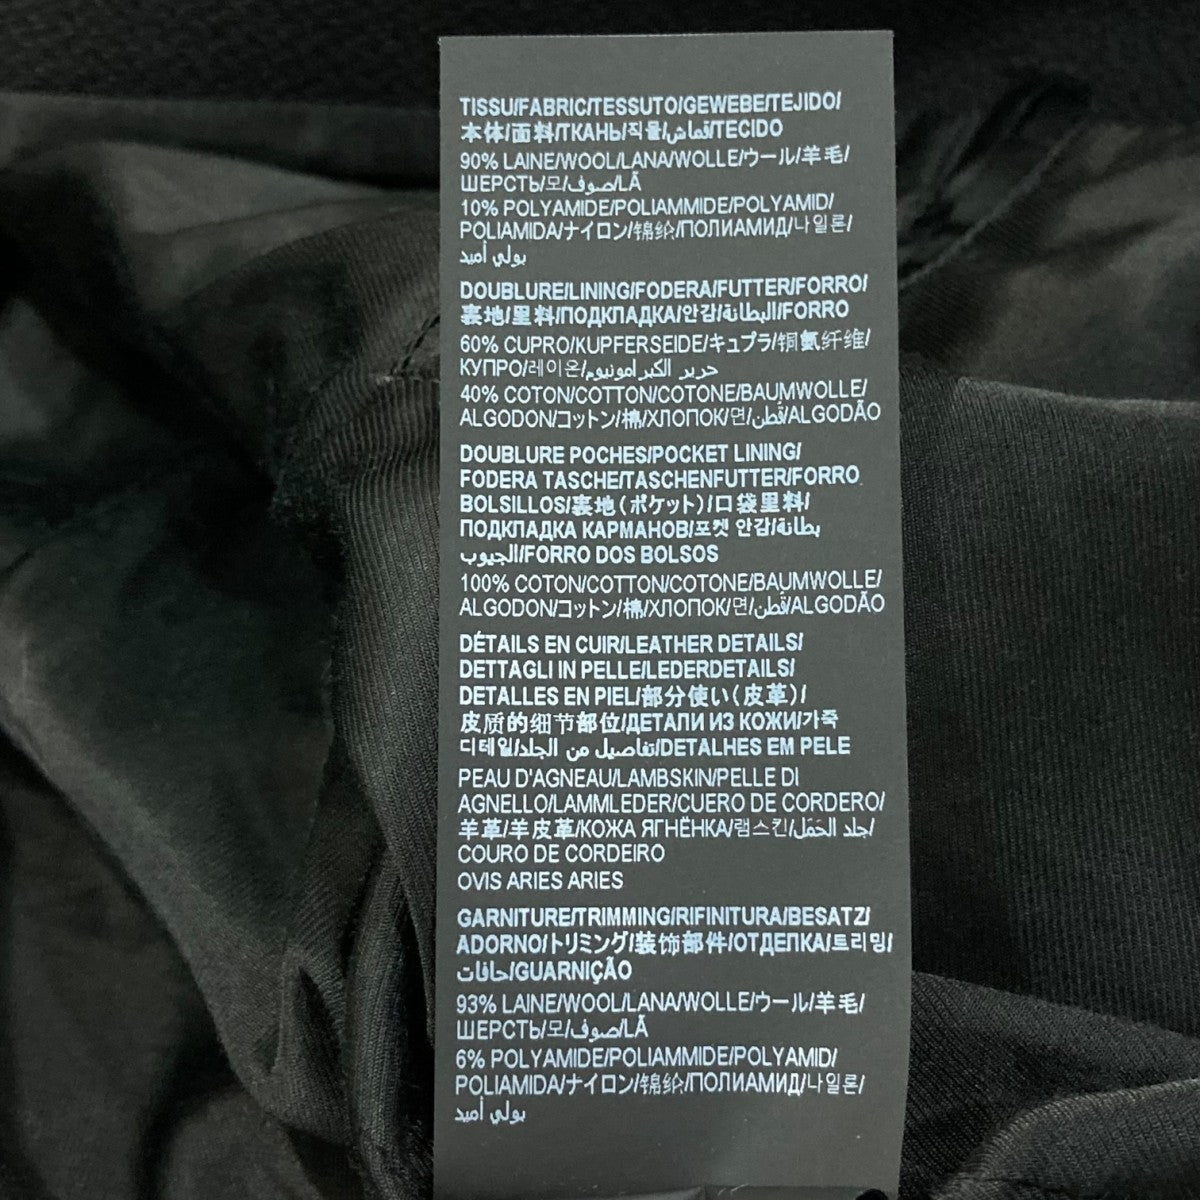 TISSU/FABRIC/TESSUTO/GEWEBE/TEJIDO/
本体/面料/ТКАНЬ/직물/قماش/TECIDO
90% LAINE/WOOL/LANA/WOLLE/ウール/羊毛/
ШЕРСТЬ/모/صوف/LÃ
10% POLYAMIDE/POLIAMMIDE/POLYAMID/
POLIAMIDA/ナイロン/锦纶/ПОЛИАМИД/나일론/
بولي أميد
DOUBLURE/LINING/FODERA/FUTTER/FORRO/
裏地/里料/ПОДКЛАДКА/안감/البطانة/FORRO
60% CUPRO/KUPFERSEIDE/キュプラ/铜氨纤维/
КУПРО/레이온/حرير الكبرامونيوم
40% COTON/COTTON/COTONE/BAUMWOLLE/
ALGODON/コットン/棉/ХЛОПОК/면/قطن/ALGODÃO
DOUBLURE POCHES/POCKET LINING/
FODERA TASCHE/TASCHENFUTTER/FORRO
BOLSILLOS/裏地(ポケット)/口袋里料/
ПОДКЛАДКА КАРМАНОВ/포켓 안감/بطانة
الجيوب/FORRO DOS BOLSOS
100% COTON/COTTON/COTONE/BAUMWOLLE/
ALGODON/コットン/棉/ХЛОПОК/면/قطن/ALGODÃO
DÉTAILS EN CUIR/LEATHER DETAILS/
DETTAGLI IN PELLE/LEDERDETAILS/
DETALLES EN PIEL/部分使い(皮革)/
皮质的细节部位/ДЕТАЛИ ИЗ КОЖИ/가죽
디테일/تفاصيل من الجلد/DETALHES EM PELE
PEAU D'AGNEAU/LAMBSKIN/PELLE DI
AGNELLO/LAMMLEDER/CUERO DE CORDERO/
羊革/羊皮革/КОЖА ЯГНЁНКА/램스킨/جلد الحَمَل/
COURO DE CORDEIRO
OVIS ARIES ARIES
GARNITURE/TRIMMING/RIFINITURA/BESATZ/
ADORNO/トリミング/装饰部件/ОТДЕПКА/트리밍/
حافات/GUARNIÇÃO
93% LAINE/WOOL/LANA/WOLLE/ウール/羊毛/
ШЕРСТЬ/모/صوف/LÃ
6% POLYAMIDE/POLIAMMIDE/POLYAMID/
POLIAMIDA/ナイロン/锦纶/ПОЛИАМИД/나일론/
بولي أميد